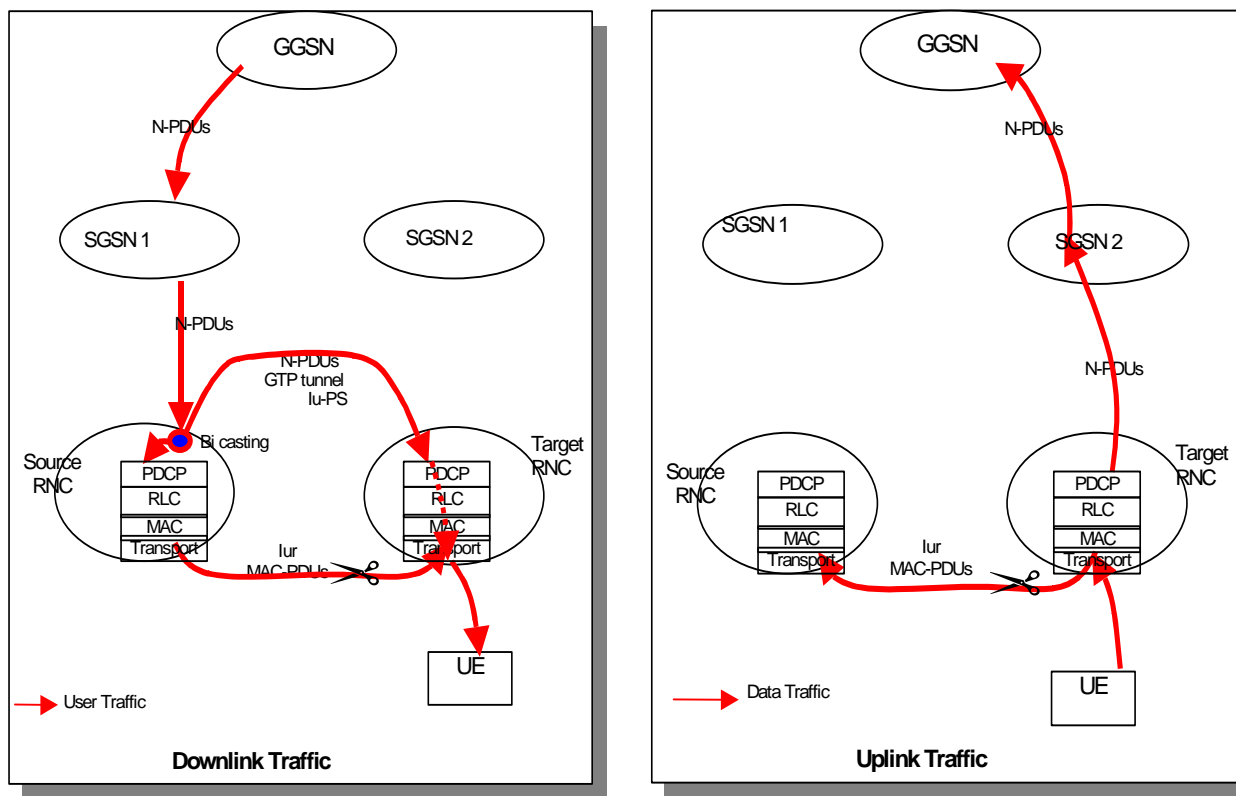 GGSN
N-PDUs
SGSN 1
SGSN 2
N-PDUs
N-PDUs
GTP tunnel
Iu-PS
Bi casting
Source
RNC
Target
RNC
PDCP
RLC
MAC
Transport
PDCP
RLC
MAC
Transport
Iur
MAC-PDUs
UE
User Traffic
Downlink Traffic
GGSN
N-PDUs
SGSN 1
SGSN 2
N-PDUs
Source
RNC
Target
RNC
PDCP
RLC
MAC
Transport
PDCP
RLC
MAC
Transport
Iur
MAC-PDUs
UE
Data Traffic
Uplink Traffic